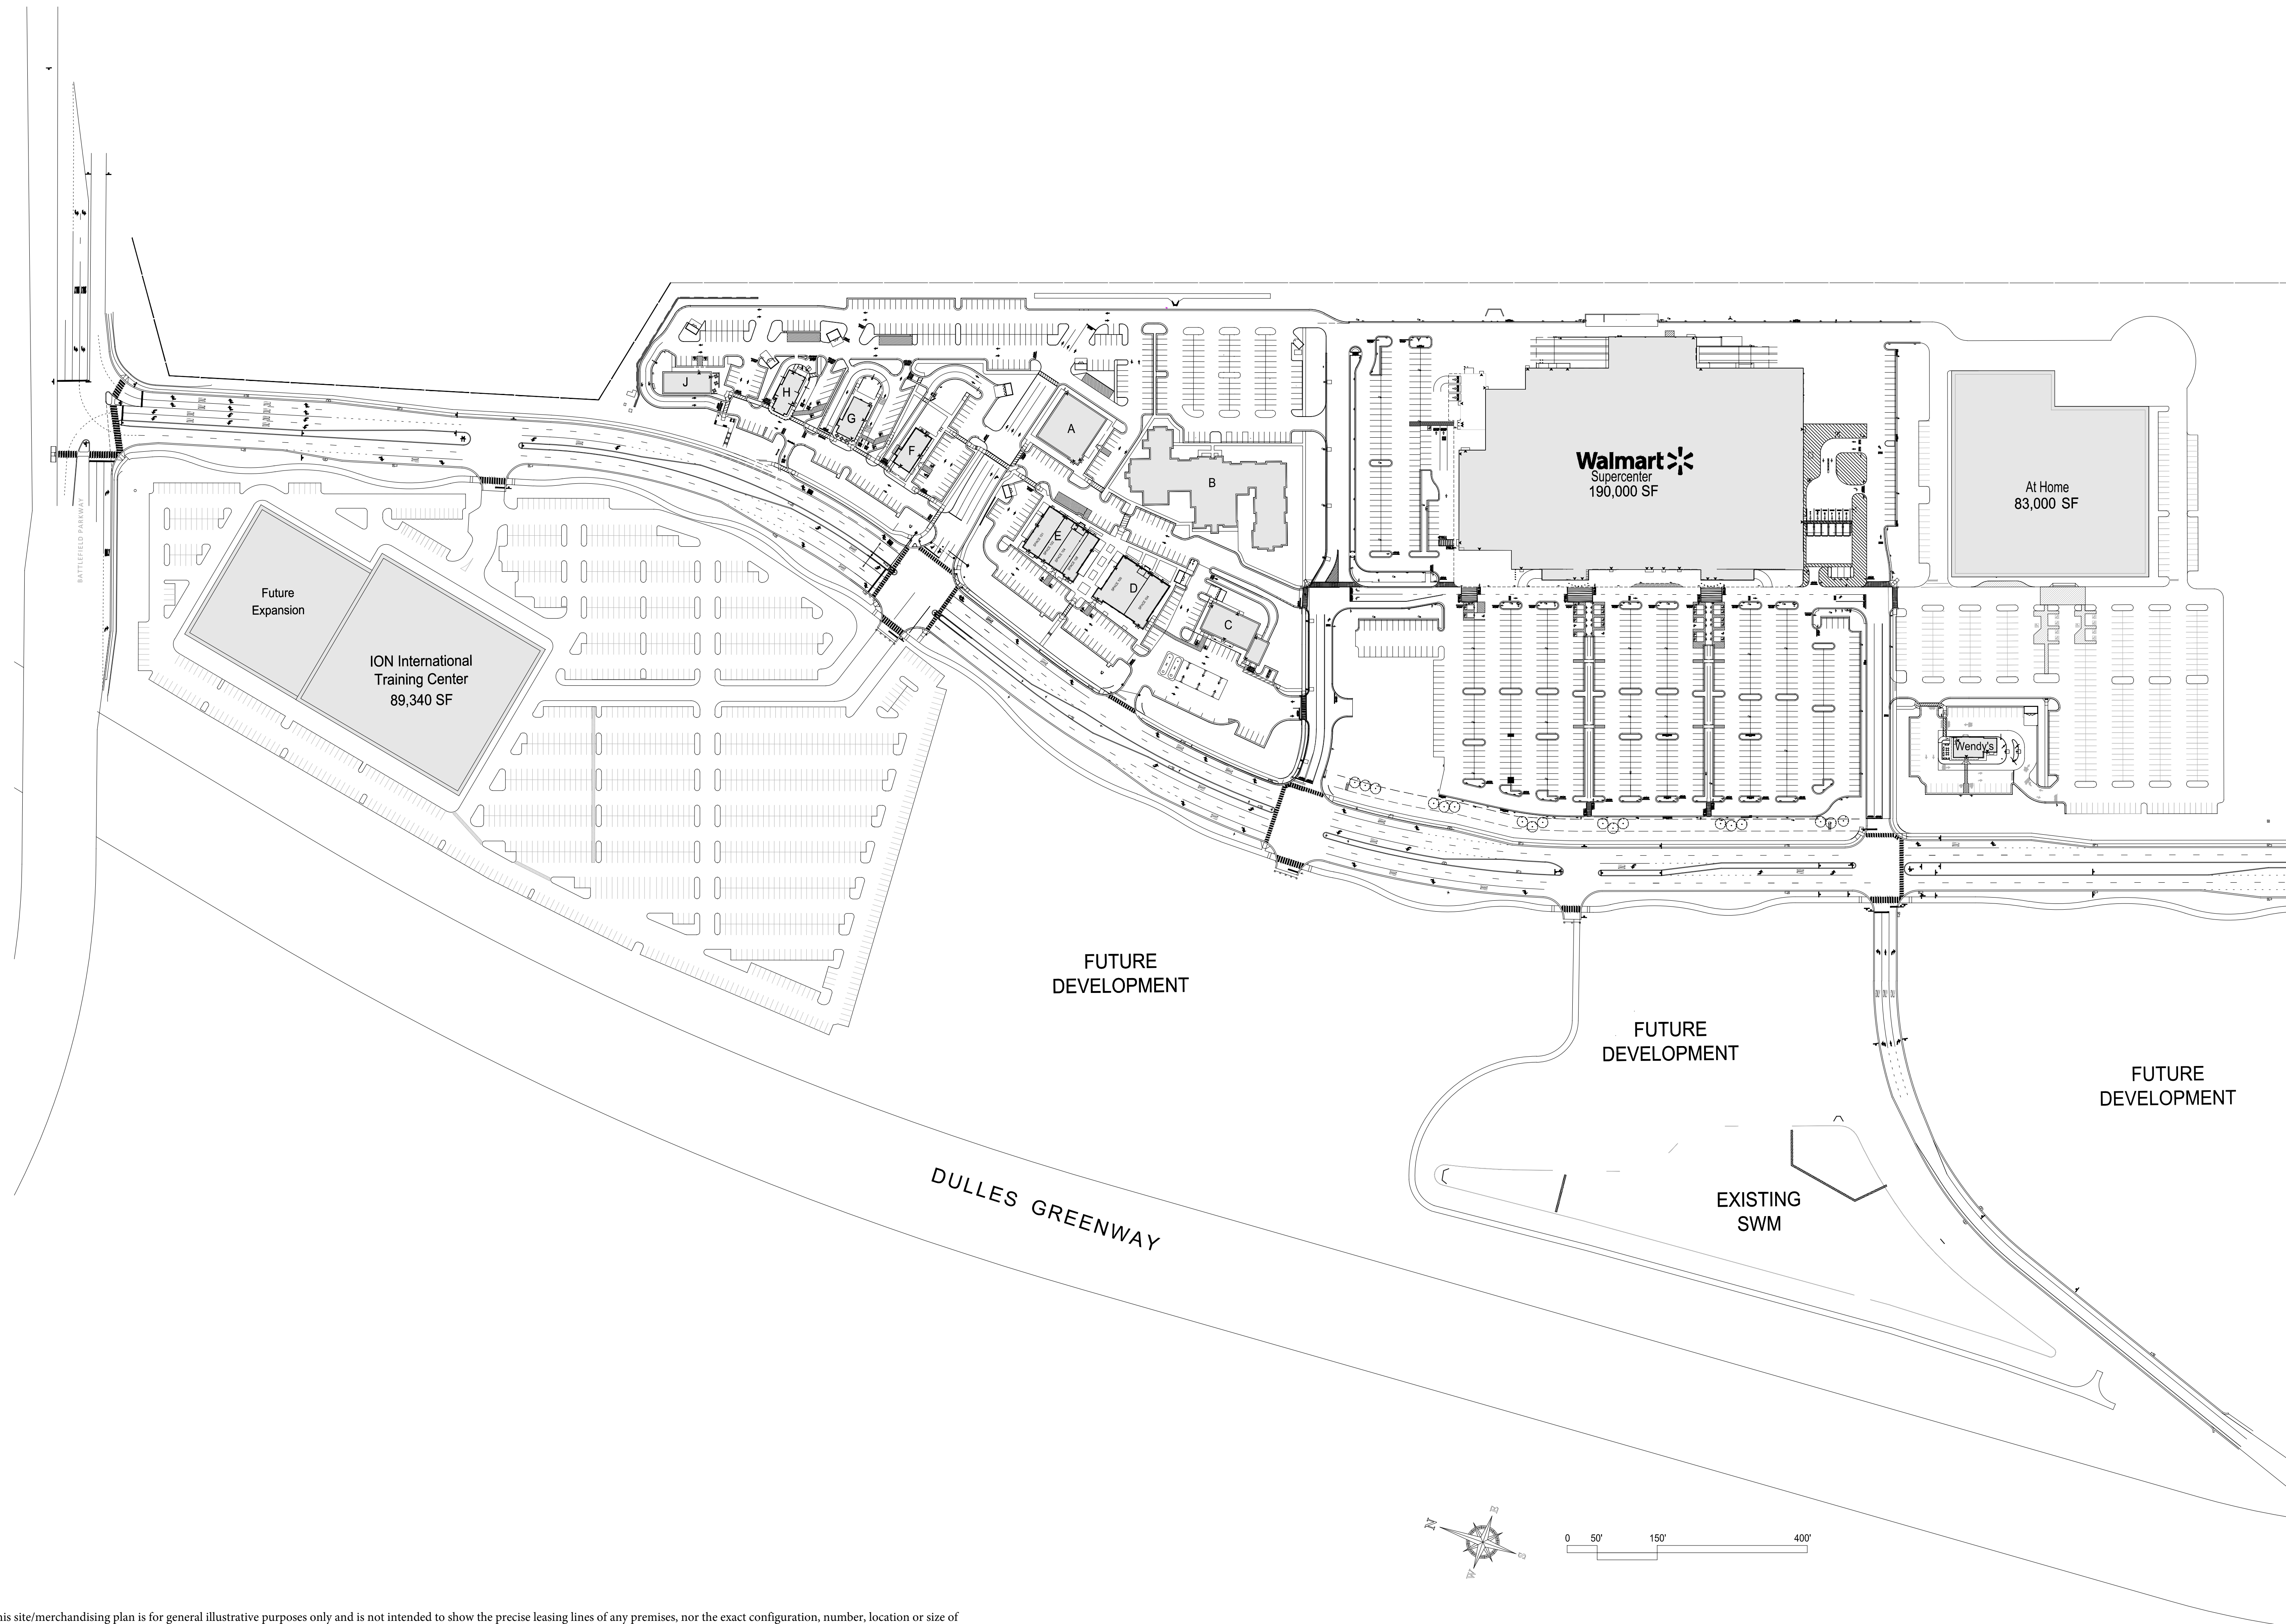 BATTLEFIELD PARKWAY
J
H
G
F
A
B
E
D
C
Walmart
Supercenter
190,000 SF
At Home
83,000 SF
Wendy's
Future
Expansion
ION International
Training Center
89,340 SF
FUTURE
DEVELOPMENT
FUTURE
DEVELOPMENT
FUTURE
DEVELOPMENT
EXISTING
SWM
DULLES GREENWAY
N
E
S
W
0 50' 150' 400'
his site/merchandising plan is for general illustrative purposes only and is not intended to show the precise leasing lines of any premises, nor the exact configuration, number, location or size of